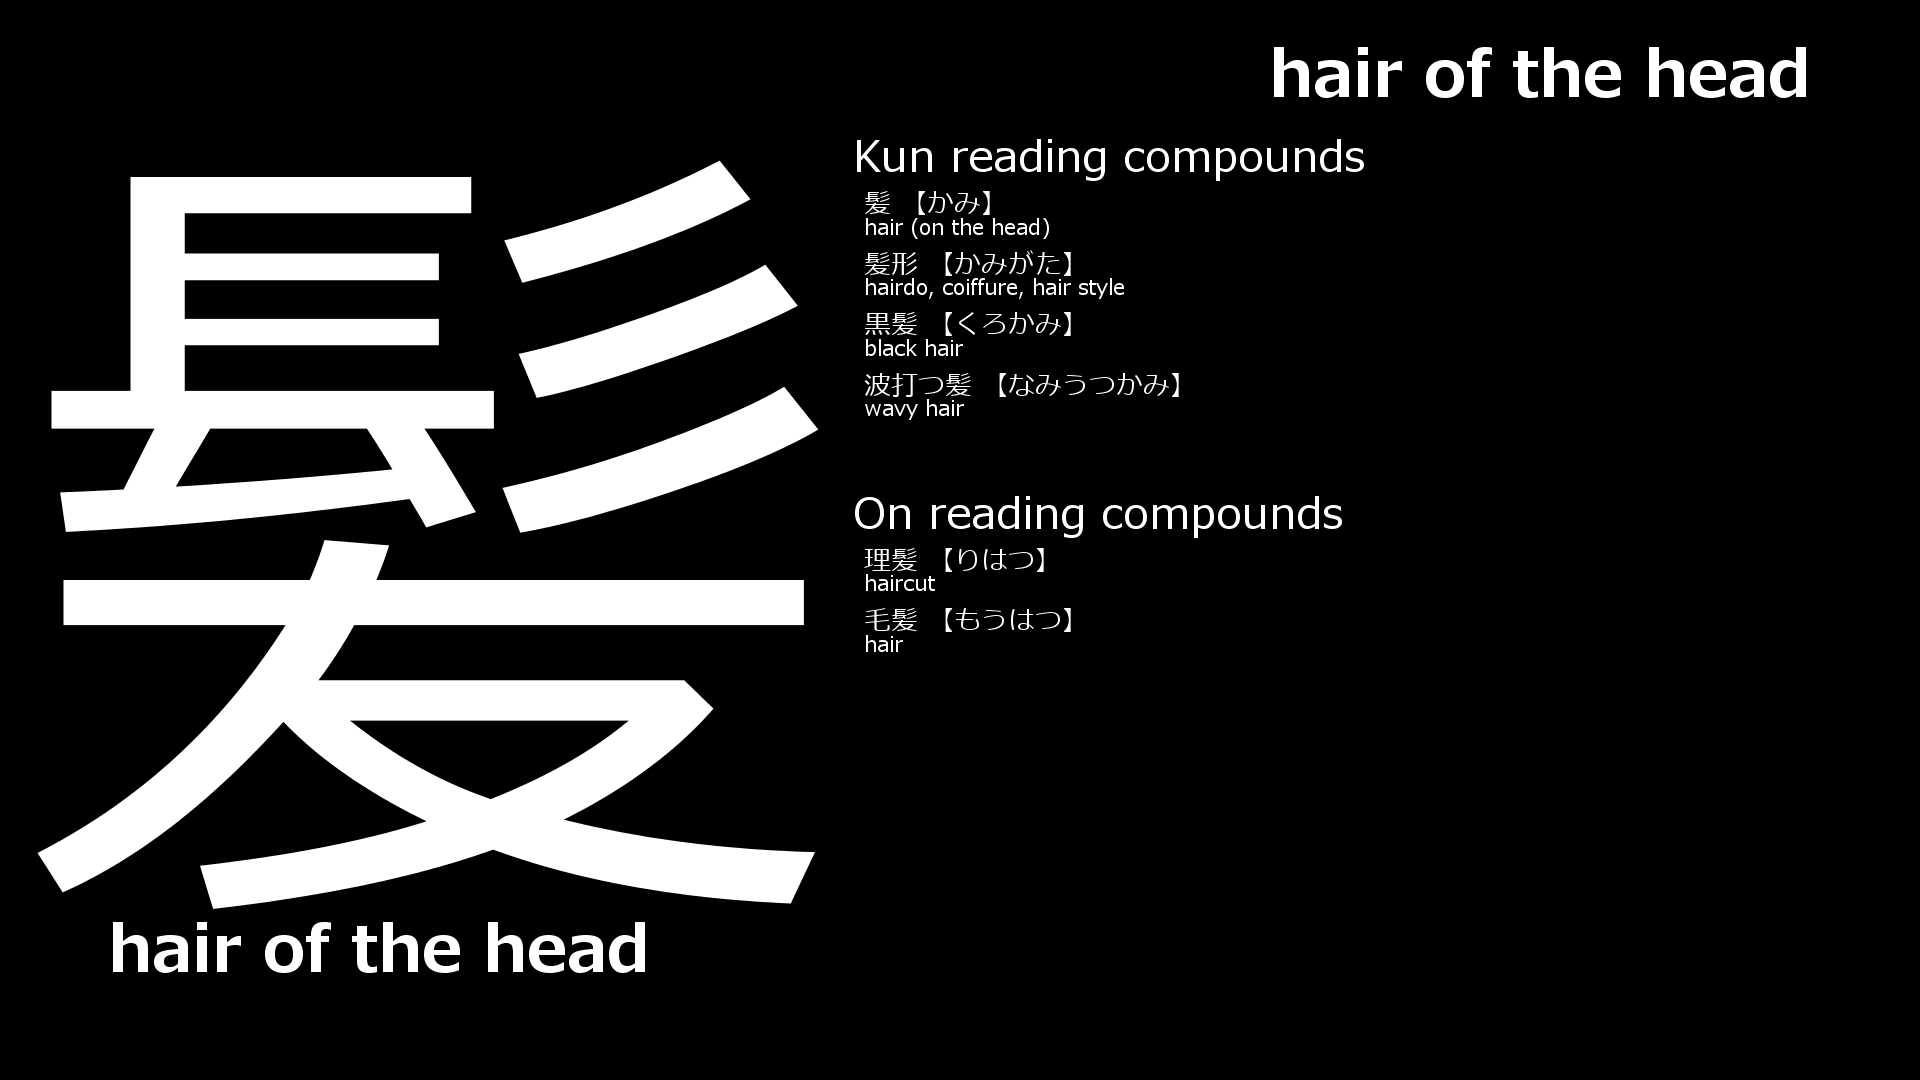 hair of the head
髪
hair of the head
Kun reading compounds
髪 【かみ】
hair (on the head)
髪形 【かみがた】
hairdo, coiffure, hair style
黒髪 【くろかみ】
black hair
波打つ髪 【なみうつかみ】
wavy hair
On reading compounds
理髪 【りはつ】
haircut
毛髪 【もうはつ】
hair